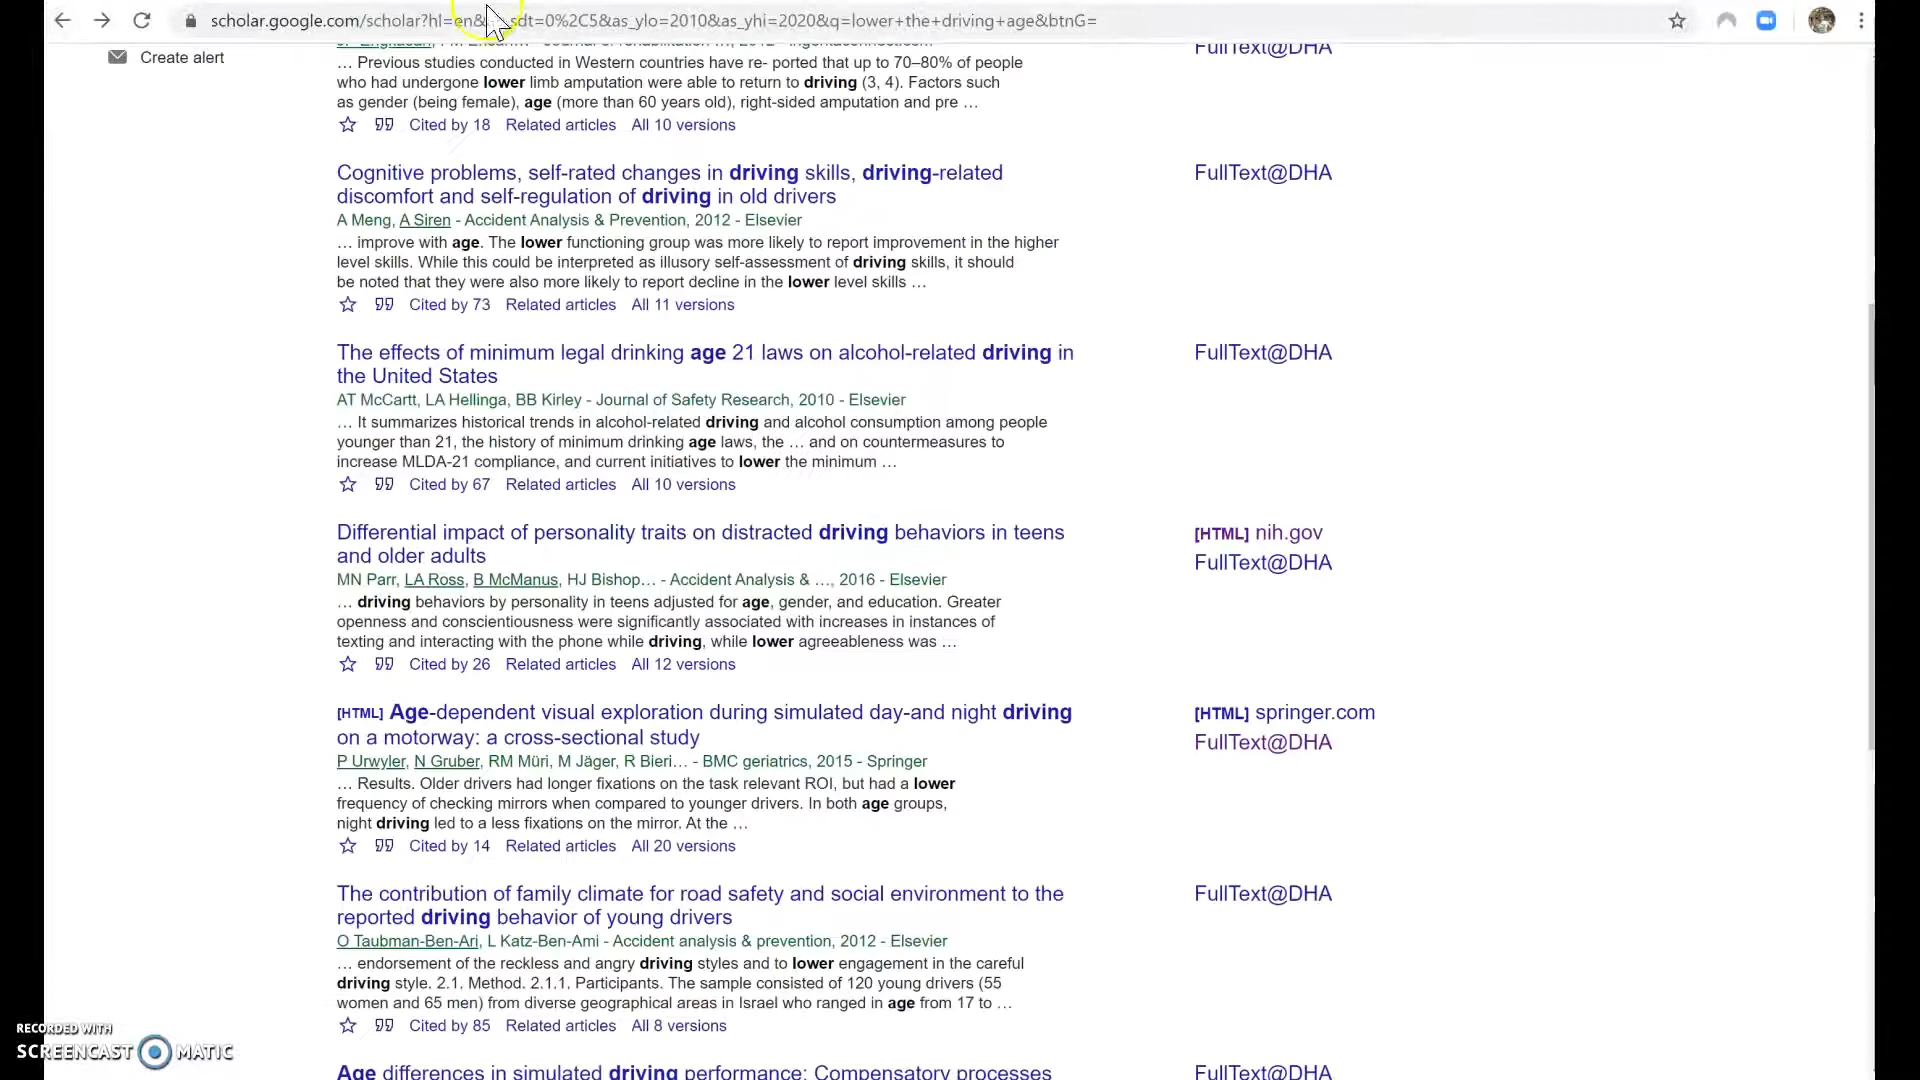 scholar.google.com/scholar?hl=en& sdt=0%2C5&as_ylo=2010&as_yhi=2020&q=lower+the+driving+age&btnG=
Create alert
FullText@DHA
… Previous studies conducted in Western countries have re- ported that up to 70–80% of people
who had undergone lower limb amputation were able to return to driving (3, 4). Factors such
as gender (being female), age (more than 60 years old), right-sided amputation and pre …
Cited by 18 Related articles All 10 versions
Cognitive problems, self-rated changes in driving skills, driving-related
discomfort and self-regulation of driving in old drivers
FullText@DHA
A Meng, A Siren - Accident Analysis & Prevention, 2012 - Elsevier
… improve with age. The lower functioning group was more likely to report improvement in the higher
level skills. While this could be interpreted as illusory self-assessment of driving skills, it should
be noted that they were also more likely to report decline in the lower level skills …
Cited by 73 Related articles All 11 versions
The effects of minimum legal drinking age 21 laws on alcohol-related driving in
the United States
FullText@DHA
AT McCartt, LA Hellinga, BB Kirley - Journal of Safety Research, 2010 - Elsevier
… It summarizes historical trends in alcohol-related driving and alcohol consumption among people
younger than 21, the history of minimum drinking age laws, the … and on countermeasures to
increase MLDA-21 compliance, and current initiatives to lower the minimum …
Cited by 67 Related articles All 10 versions
Differential impact of personality traits on distracted driving behaviors in teens
and older adults
[HTML] nih.gov
FullText@DHA
MN Parr, LA Ross, B McManus, HJ Bishop… - Accident Analysis & …, 2016 - Elsevier
… driving behaviors by personality in teens adjusted for age, gender, and education. Greater
openness and conscientiousness were significantly associated with increases in instances of
texting and interacting with the phone while driving, while lower agreeableness was …
Cited by 26 Related articles All 12 versions
[HTML] Age-dependent visual exploration during simulated day-and night driving
on a motorway: a cross-sectional study
[HTML] springer.com
FullText@DHA
P Urwyler, N Gruber, RM Müri, M Jäger, R Bieri… - BMC geriatrics, 2015 - Springer
… Results. Older drivers had longer fixations on the task relevant ROI, but had a lower
frequency of checking mirrors when compared to younger drivers. In both age groups,
night driving led to a less fixations on the mirror. At the …
Cited by 14 Related articles All 20 versions
The contribution of family climate for road safety and social environment to the
reported driving behavior of young drivers
FullText@DHA
O Taubman-Ben-Ari, L Katz-Ben-Ami - Accident analysis & prevention, 2012 - Elsevier
… endorsement of the reckless and angry driving styles and to lower engagement in the careful
driving style. 2.1. Method. 2.1.1. Participants. The sample consisted of 120 young drivers (55
women and 65 men) from diverse geographical areas in Israel who ranged in age from 17 to …
Cited by 85 Related articles All 8 versions
Age differences in simulated driving performance: Compensatory processes
FullText@DHA
RECORDED WITH
SCREENCAST MATIC